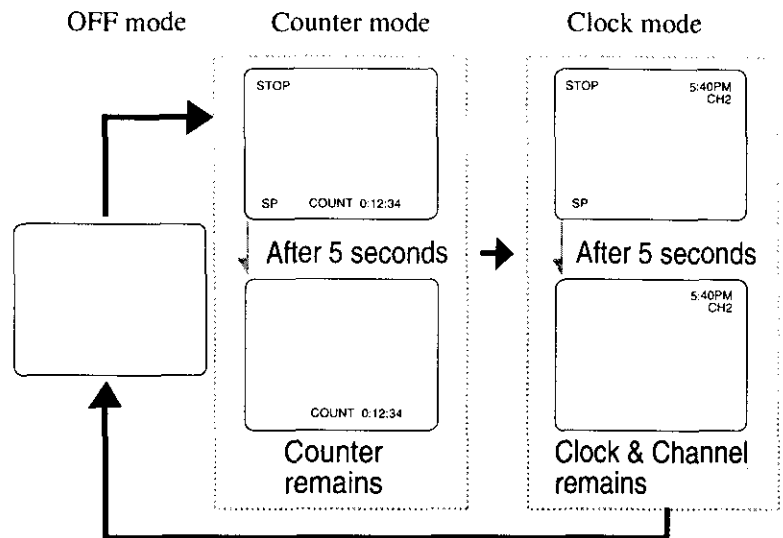 OFF mode
Counter mode
Clock mode
STOP
SP COUNT 0:12:34
After 5 seconds
COUNT 0:12:34
Counter
remains
STOP 5:40PM
CH2
SP
After 5 seconds
5:40PM
CH2
Clock & Channel
remains